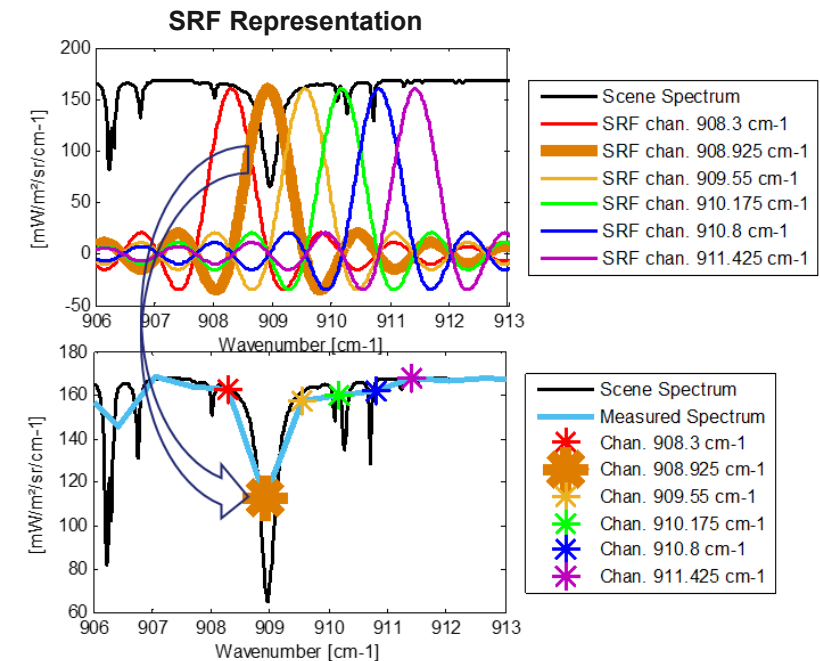 SRF Representation
200
150
100
50
0
-50
[mW/m²/sr/cm-1]
906 907 908 909 910 911 912 913
Wavenumber [cm-1]
Scene Spectrum
SRF chan. 908.3 cm-1
SRF chan. 908.925 cm-1
SRF chan. 909.55 cm-1
SRF chan. 910.175 cm-1
SRF chan. 910.8 cm-1
SRF chan. 911.425 cm-1
180
160
140
120
100
80
60
[mW/m²/sr/cm-1]
906 907 908 909 910 911 912 913
Wavenumber [cm-1]
Scene Spectrum
Measured Spectrum
Chan. 908.3 cm-1
Chan. 908.925 cm-1
Chan. 909.55 cm-1
Chan. 910.175 cm-1
Chan. 910.8 cm-1
Chan. 911.425 cm-1